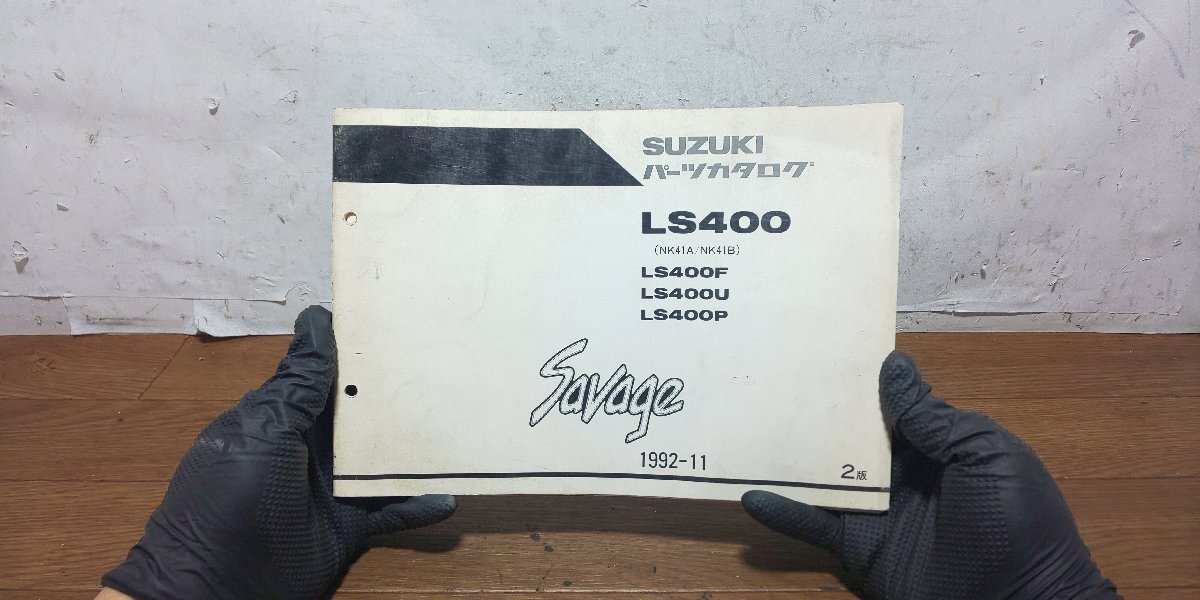 SUZUKI
パーツカタログ
LS400
(NK41A/NK41B)
LS400F
LS400U
LS400P
Savage
1992-11
2版